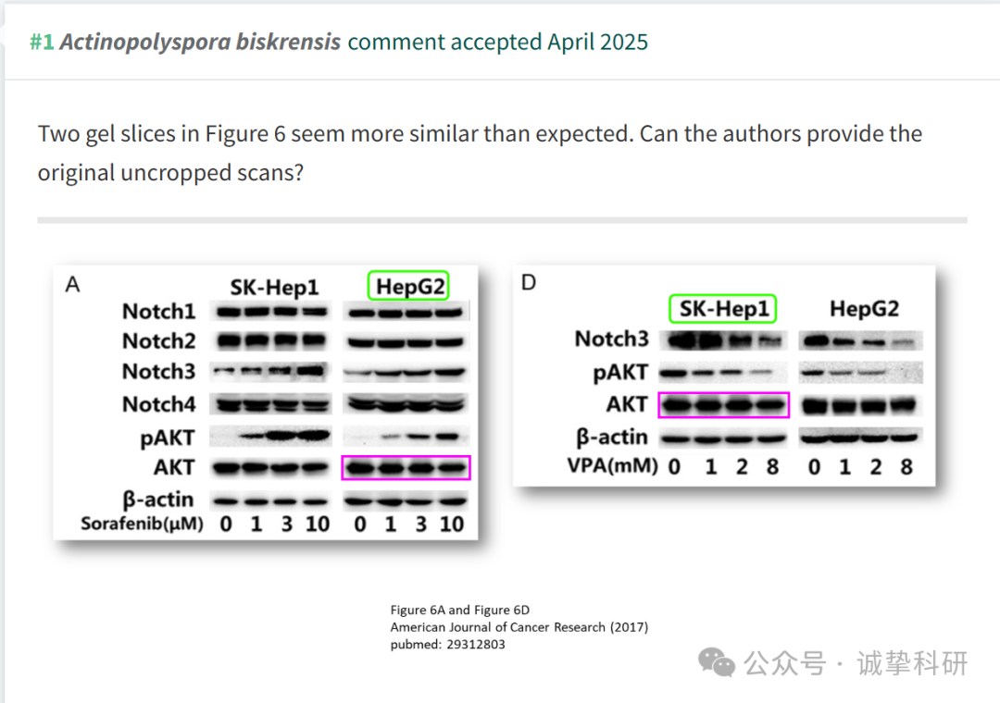 #1 Actinopolyspora biskrensis comment accepted April 2025
Two gel slices in Figure 6 seem more similar than expected. Can the authors provide the
original uncropped scans?
A
SK-Hep1 HepG2
Notch1
Notch2
Notch3
Notch4
pAKT
AKT
β-actin
Sorafenib(μM) 0 1 3 10 0 1 3 10
D
SK-Hep1 HepG2
Notch3
pAKT
AKT
β-actin
VPA(mM) 0 1 2 8 0 1 2 8
Figure 6A and Figure 6D
American Journal of Cancer Research (2017)
pubmed: 29312803
公众号 · 诚挚科研